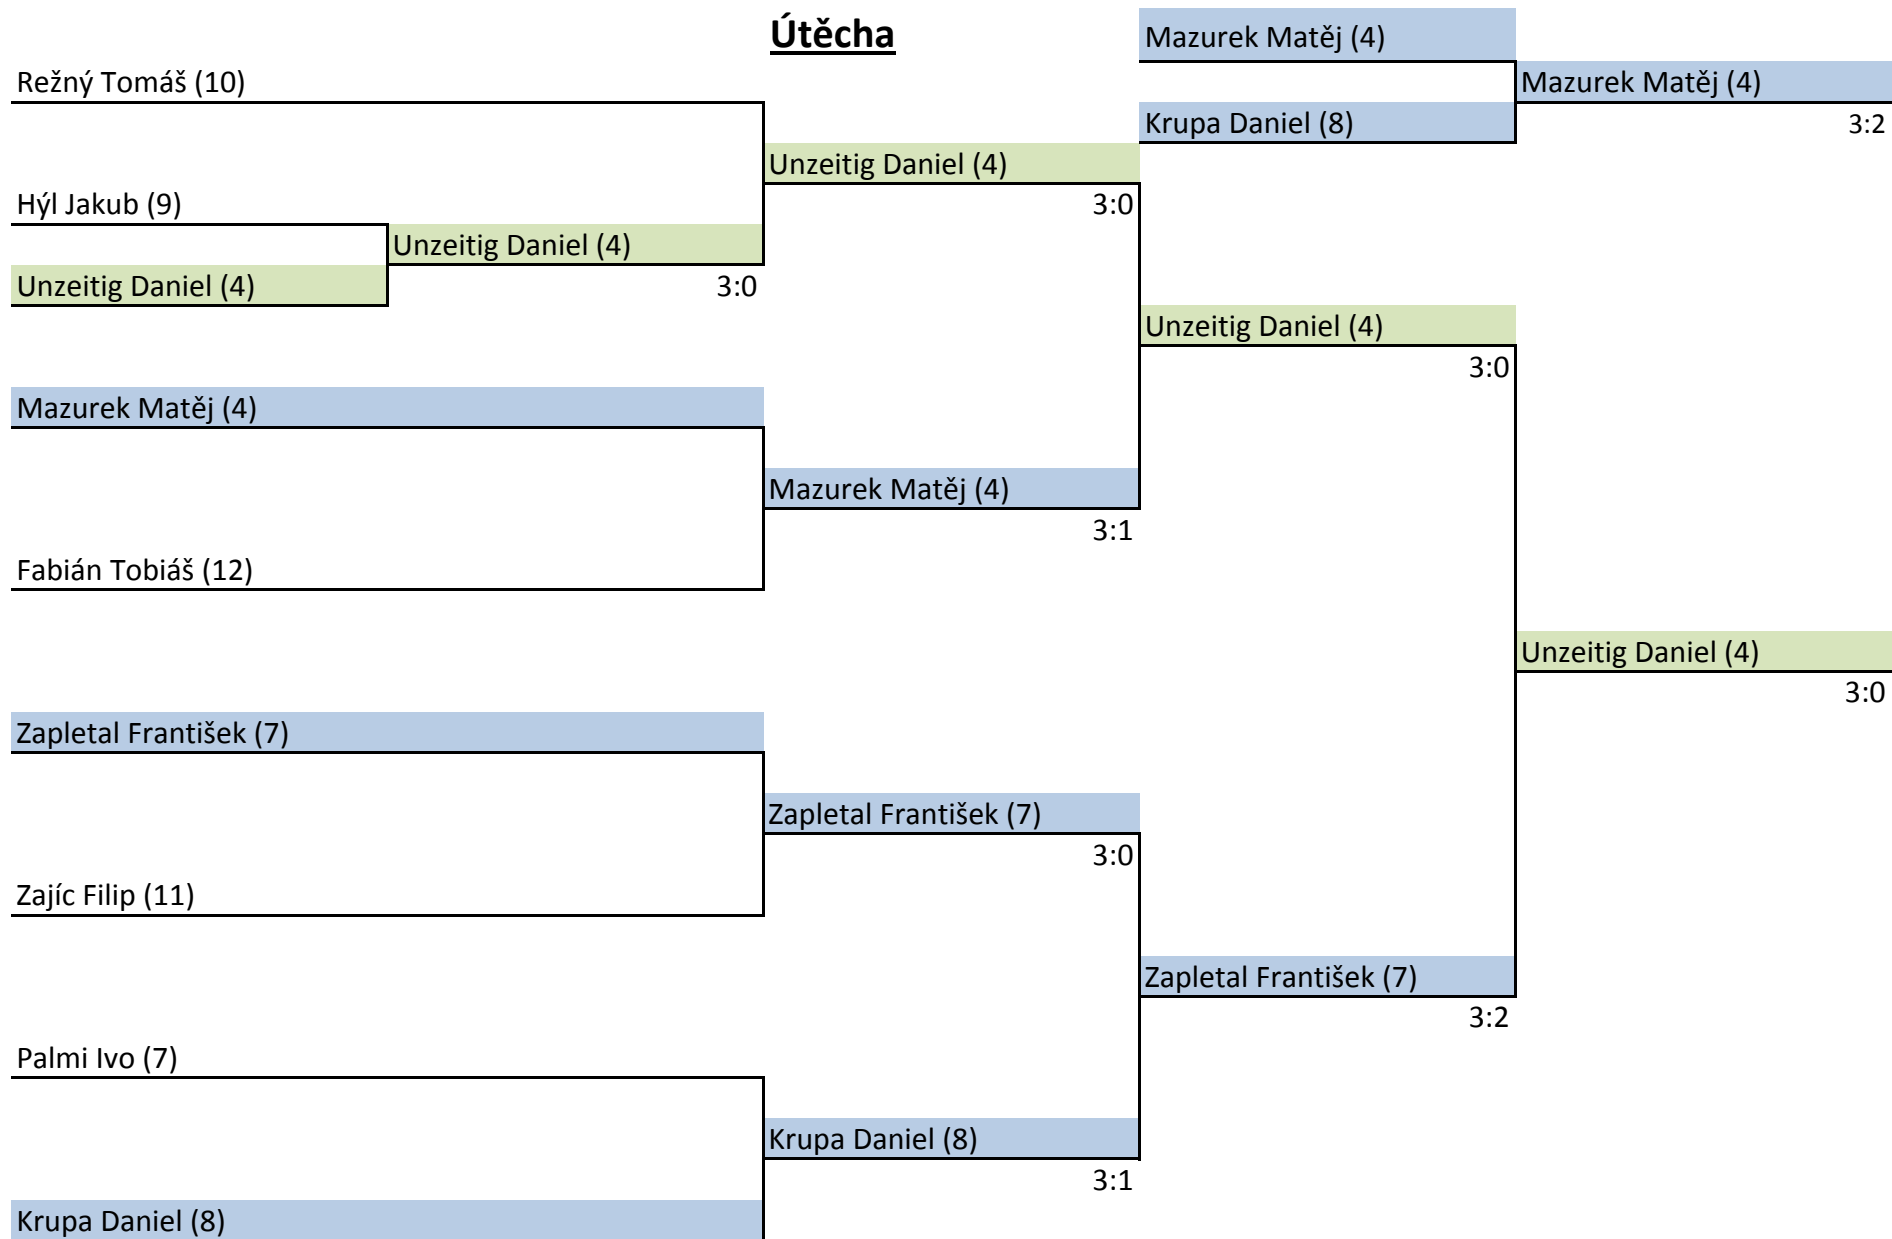 Útěcha
Mazurek Matěj (4)
Režný Tomáš (10)
Mazurek Matěj (4)
Krupa Daniel (8)
3:2
Unzeitig Daniel (4)
Hýl Jakub (9)
3:0
Unzeitig Daniel (4)
Unzeitig Daniel (4)
3:0
Unzeitig Daniel (4)
3:0
Mazurek Matěj (4)
Mazurek Matěj (4)
3:1
Fabián Tobiáš (12)
Unzeitig Daniel (4)
3:0
Zapletal František (7)
Zapletal František (7)
3:0
Zajíc Filip (11)
Zapletal František (7)
3:2
Palmi Ivo (7)
Krupa Daniel (8)
3:1
Krupa Daniel (8)